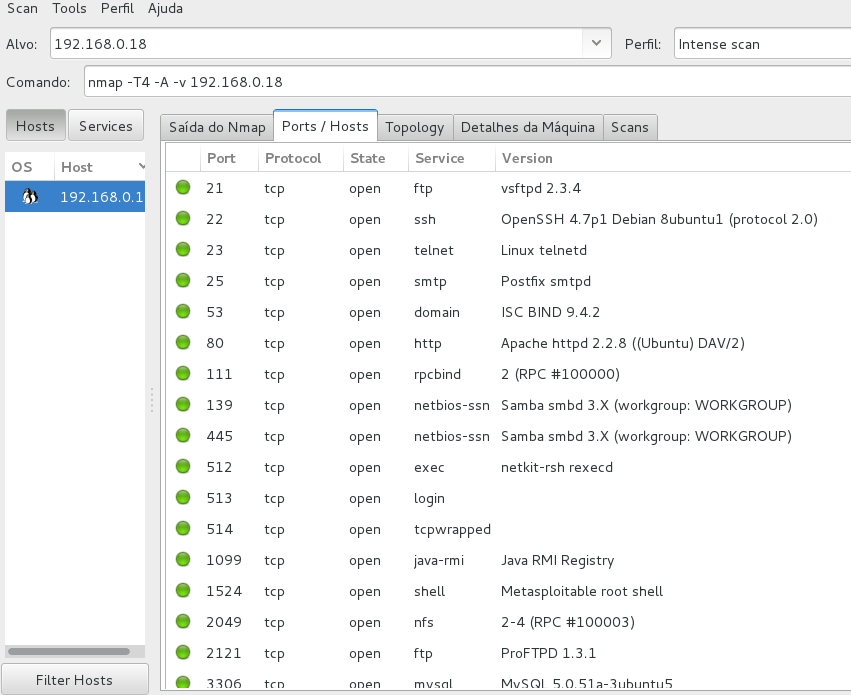 Scan Tools Perfil Ajuda
Alvo: 192.168.0.18 Perfil: Intense scan
Comando: nmap -T4 -A -v 192.168.0.18
Hosts Services Saída do Nmap Ports / Hosts Topology Detalhes da Máquina Scans
OS Host
192.168.0.1
Port Protocol State Service Version
21 tcp open ftp vsftpd 2.3.4
22 tcp open ssh OpenSSH 4.7p1 Debian 8ubuntu1 (protocol 2.0)
23 tcp open telnet Linux telnetd
25 tcp open smtp Postfix smtpd
53 tcp open domain ISC BIND 9.4.2
80 tcp open http Apache httpd 2.2.8 ((Ubuntu) DAV/2)
111 tcp open rpcbind 2 (RPC #100000)
139 tcp open netbios-ssn Samba smbd 3.X (workgroup: WORKGROUP)
445 tcp open netbios-ssn Samba smbd 3.X (workgroup: WORKGROUP)
512 tcp open exec netkit-rsh rexecd
513 tcp open login
514 tcp open tcpwrapped
1099 tcp open java-rmi Java RMI Registry
1524 tcp open shell Metasploitable root shell
2049 tcp open nfs 2-4 (RPC #100003)
2121 tcp open ftp ProFTPD 1.3.1
3306 tcp open mysql MySQL 5.0.51a-3ubuntu5
Filter Hosts